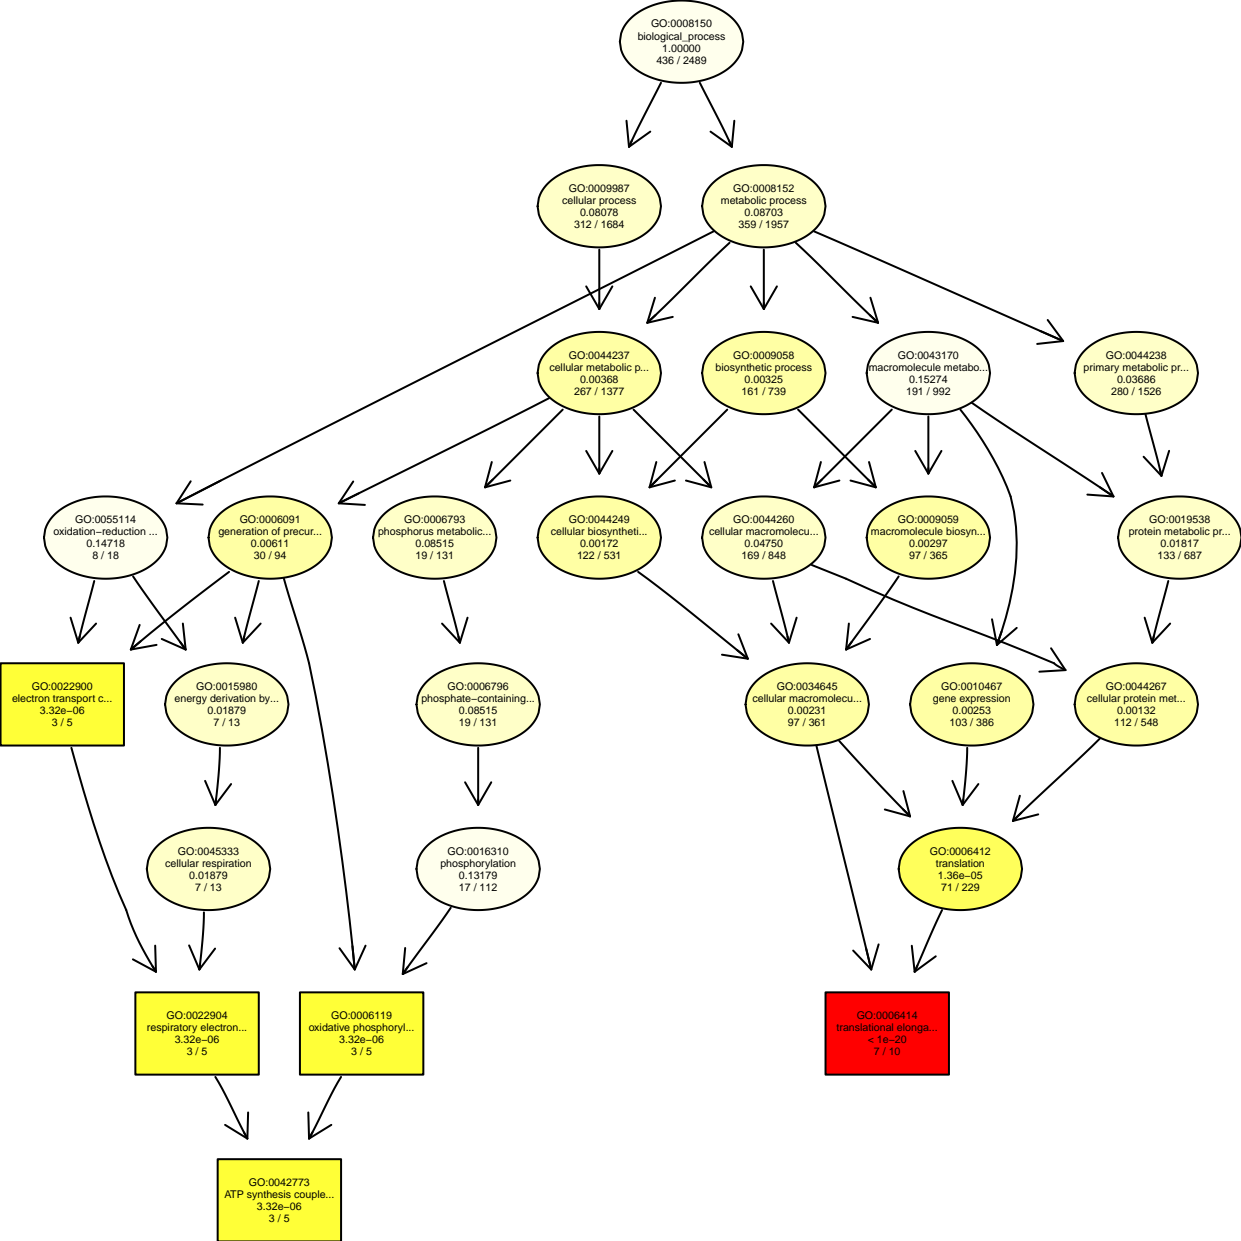 GO:0008150
biological_process
1.00000
436 / 2489
GO:0009987
cellular process
0.08078
312 / 1684
GO:0008152
metabolic process
0.08703
359 / 1957
GO:0044237
cellular metabolic p...
0.00368
267 / 1377
GO:0009058
biosynthetic process
0.00325
161 / 739
GO:0043170
macromolecule metabo...
0.15274
191 / 992
GO:0044238
primary metabolic pr...
0.03686
280 / 1526
GO:0055114
oxidation−reduction ...
0.14718
8 / 18
GO:0006091
generation of precur...
0.00611
30 / 94
GO:0006793
phosphorus metabolic...
0.08515
19 / 131
GO:0044249
cellular biosyntheti...
0.00172
122 / 531
GO:0044260
cellular macromolecu...
0.04750
169 / 848
GO:0009059
macromolecule biosyn...
0.00297
97 / 365
GO:0019538
protein metabolic pr...
0.01817
133 / 687
GO:0022900
electron transport c...
3.32e−06
3 / 5
GO:0015980
energy derivation by...
0.01879
7 / 13
GO:0006796
phosphate−containing...
0.08515
19 / 131
GO:0034645
cellular macromolecu...
0.00231
97 / 361
GO:0010467
gene expression
0.00253
103 / 386
GO:0044267
cellular protein met...
0.00132
112 / 548
GO:0045333
cellular respiration
0.01879
7 / 13
GO:0016310
phosphorylation
0.13179
17 / 112
GO:0006412
translation
1.36e−05
71 / 229
GO:0022904
respiratory electron...
3.32e−06
3 / 5
GO:0006119
oxidative phosphoryl...
3.32e−06
3 / 5
GO:0006414
translational elonga...
< 1e−20
7 / 10
GO:0042773
ATP synthesis couple...
3.32e−06
3 / 5